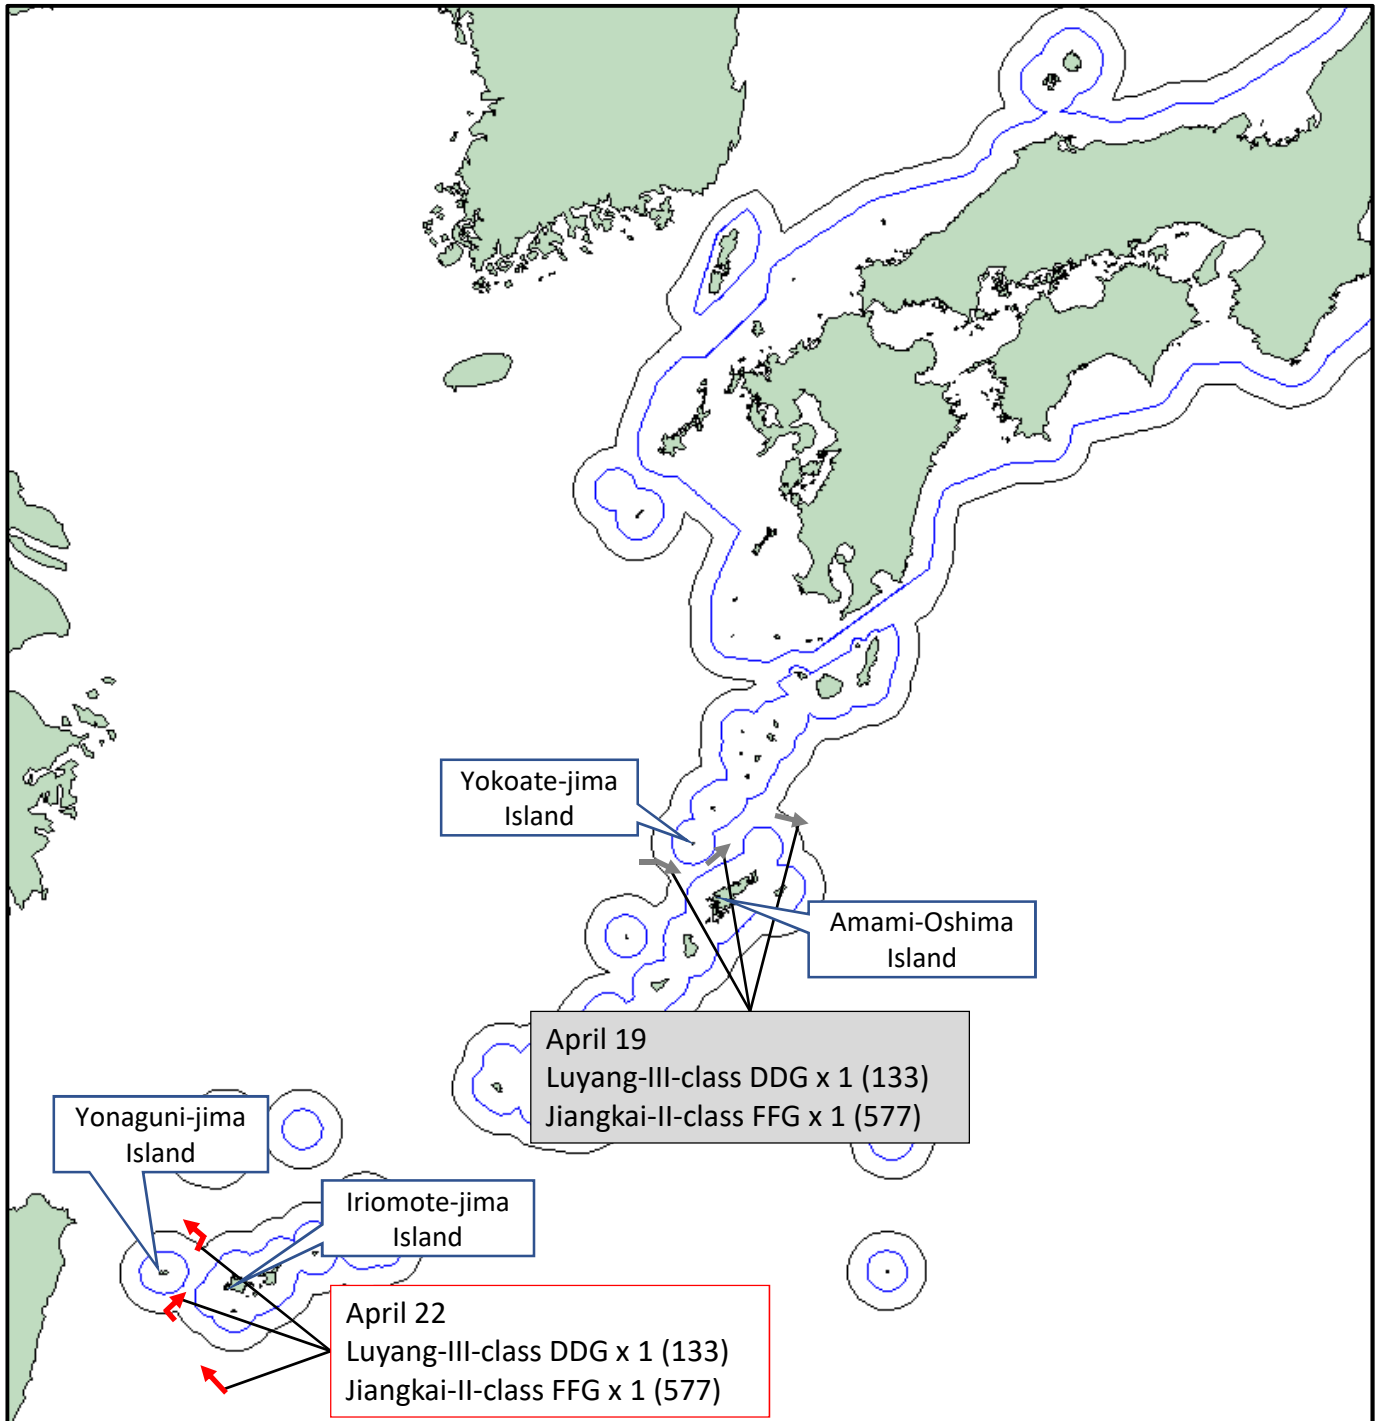 Yokoate-jima
Island
Amami-Oshima
Island
April 19
Luyang-III-class DDG x 1 (133)
Jiangkai-II-class FFG x 1 (577)
Yonaguni-jima
Island
Iriomote-jima
Island
April 22
Luyang-III-class DDG x 1 (133)
Jiangkai-II-class FFG x 1 (577)